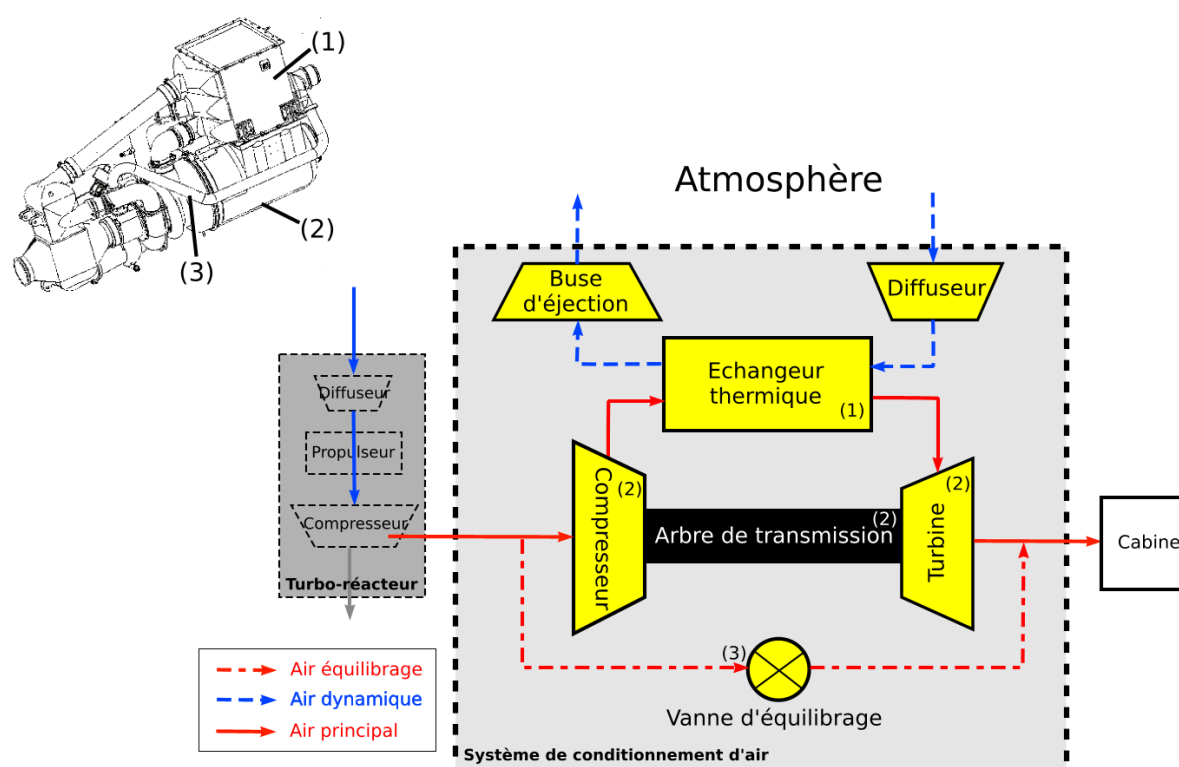 (1)
(2)
(3)
Atmosphère
Buse
d'éjection
Diffuseur
Echangeur
thermique
(1)
Diffuseur
Propulseur
Compresseur
Turbo-réacteur
Compresseur
(2)
Arbre de transmission
(2)
Turbine
(2)
Cabine
(3)
Vanne d'équilibrage
Air équilibrage
Air dynamique
Air principal
Système de conditionnement d'air